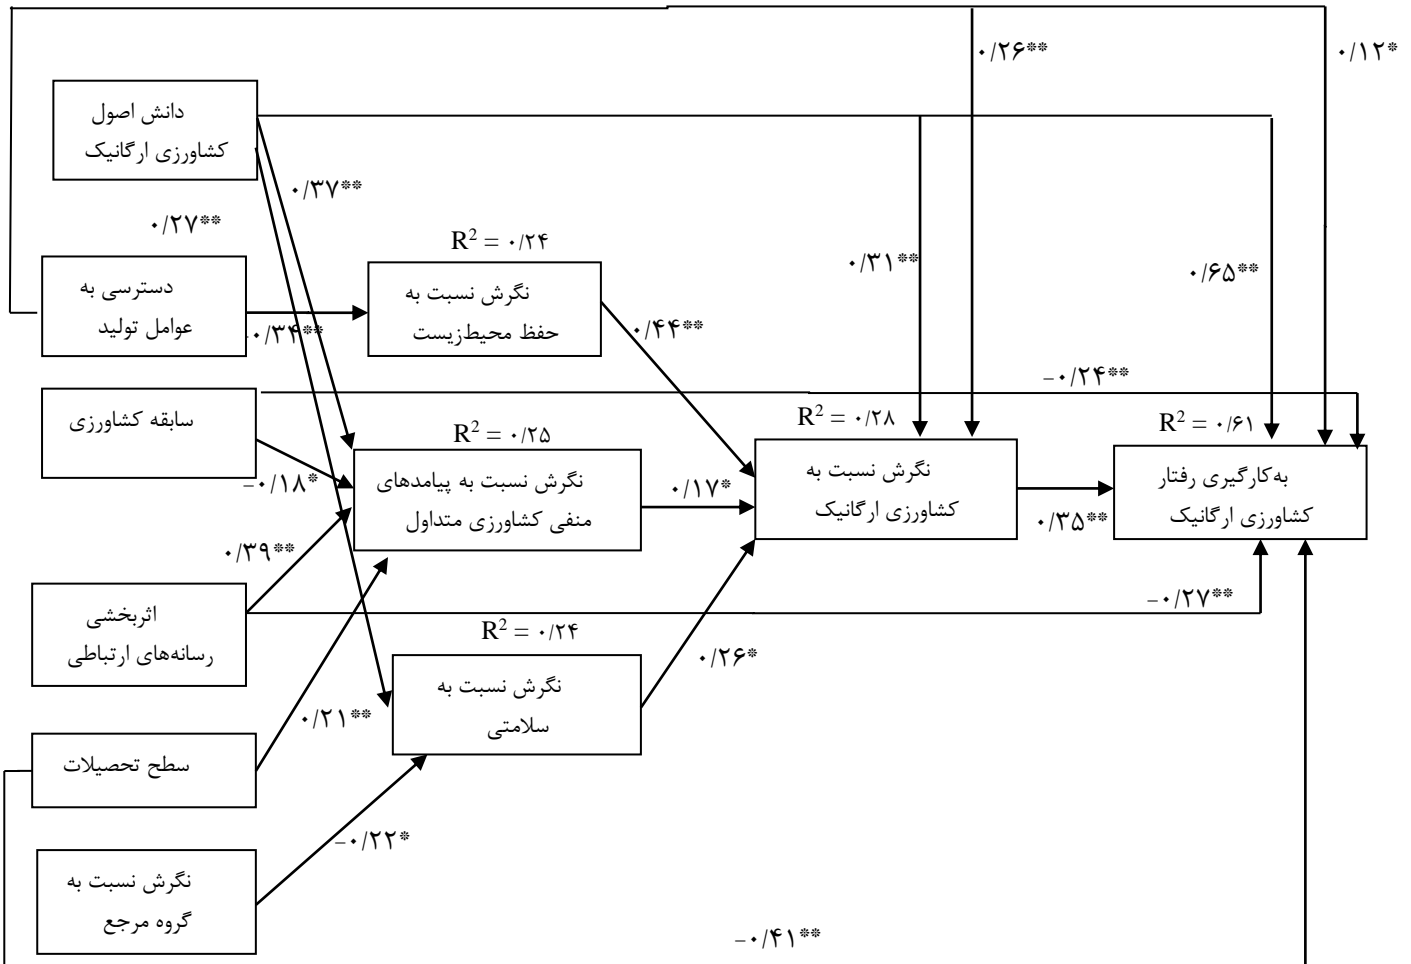 ۰/۲۶**
۰/۱۲*
دانش اصول
کشاورزی ارگانیک
۰/۳۷**
۰/۲۷**
R² = ۰/۲۴
۰/۳۱**
۰/۶۵**
دسترسی به
عوامل تولید
نگرش نسبت به
حفظ محیط‌زیست
-۰/۳۴**
۰/۴۴**
-۰/۲۴**
سابقه کشاورزی
R² = ۰/۲۵
R² = ۰/۲۸
R² = ۰/۶۱
-۰/۱۸*
نگرش نسبت به پیامدهای
منفی کشاورزی متداول
۰/۱۷*
نگرش نسبت به
کشاورزی ارگانیک
۰/۳۵**
به‌کارگیری رفتار
کشاورزی ارگانیک
۰/۳۹**
-۰/۲۷**
اثربخشی
رسانه‌های ارتباطی
R² = ۰/۲۴
۰/۲۶*
نگرش نسبت به
سلامتی
۰/۲۱**
سطح تحصیلات
-۰/۲۲*
نگرش نسبت به
گروه مرجع
-۰/۴۱**